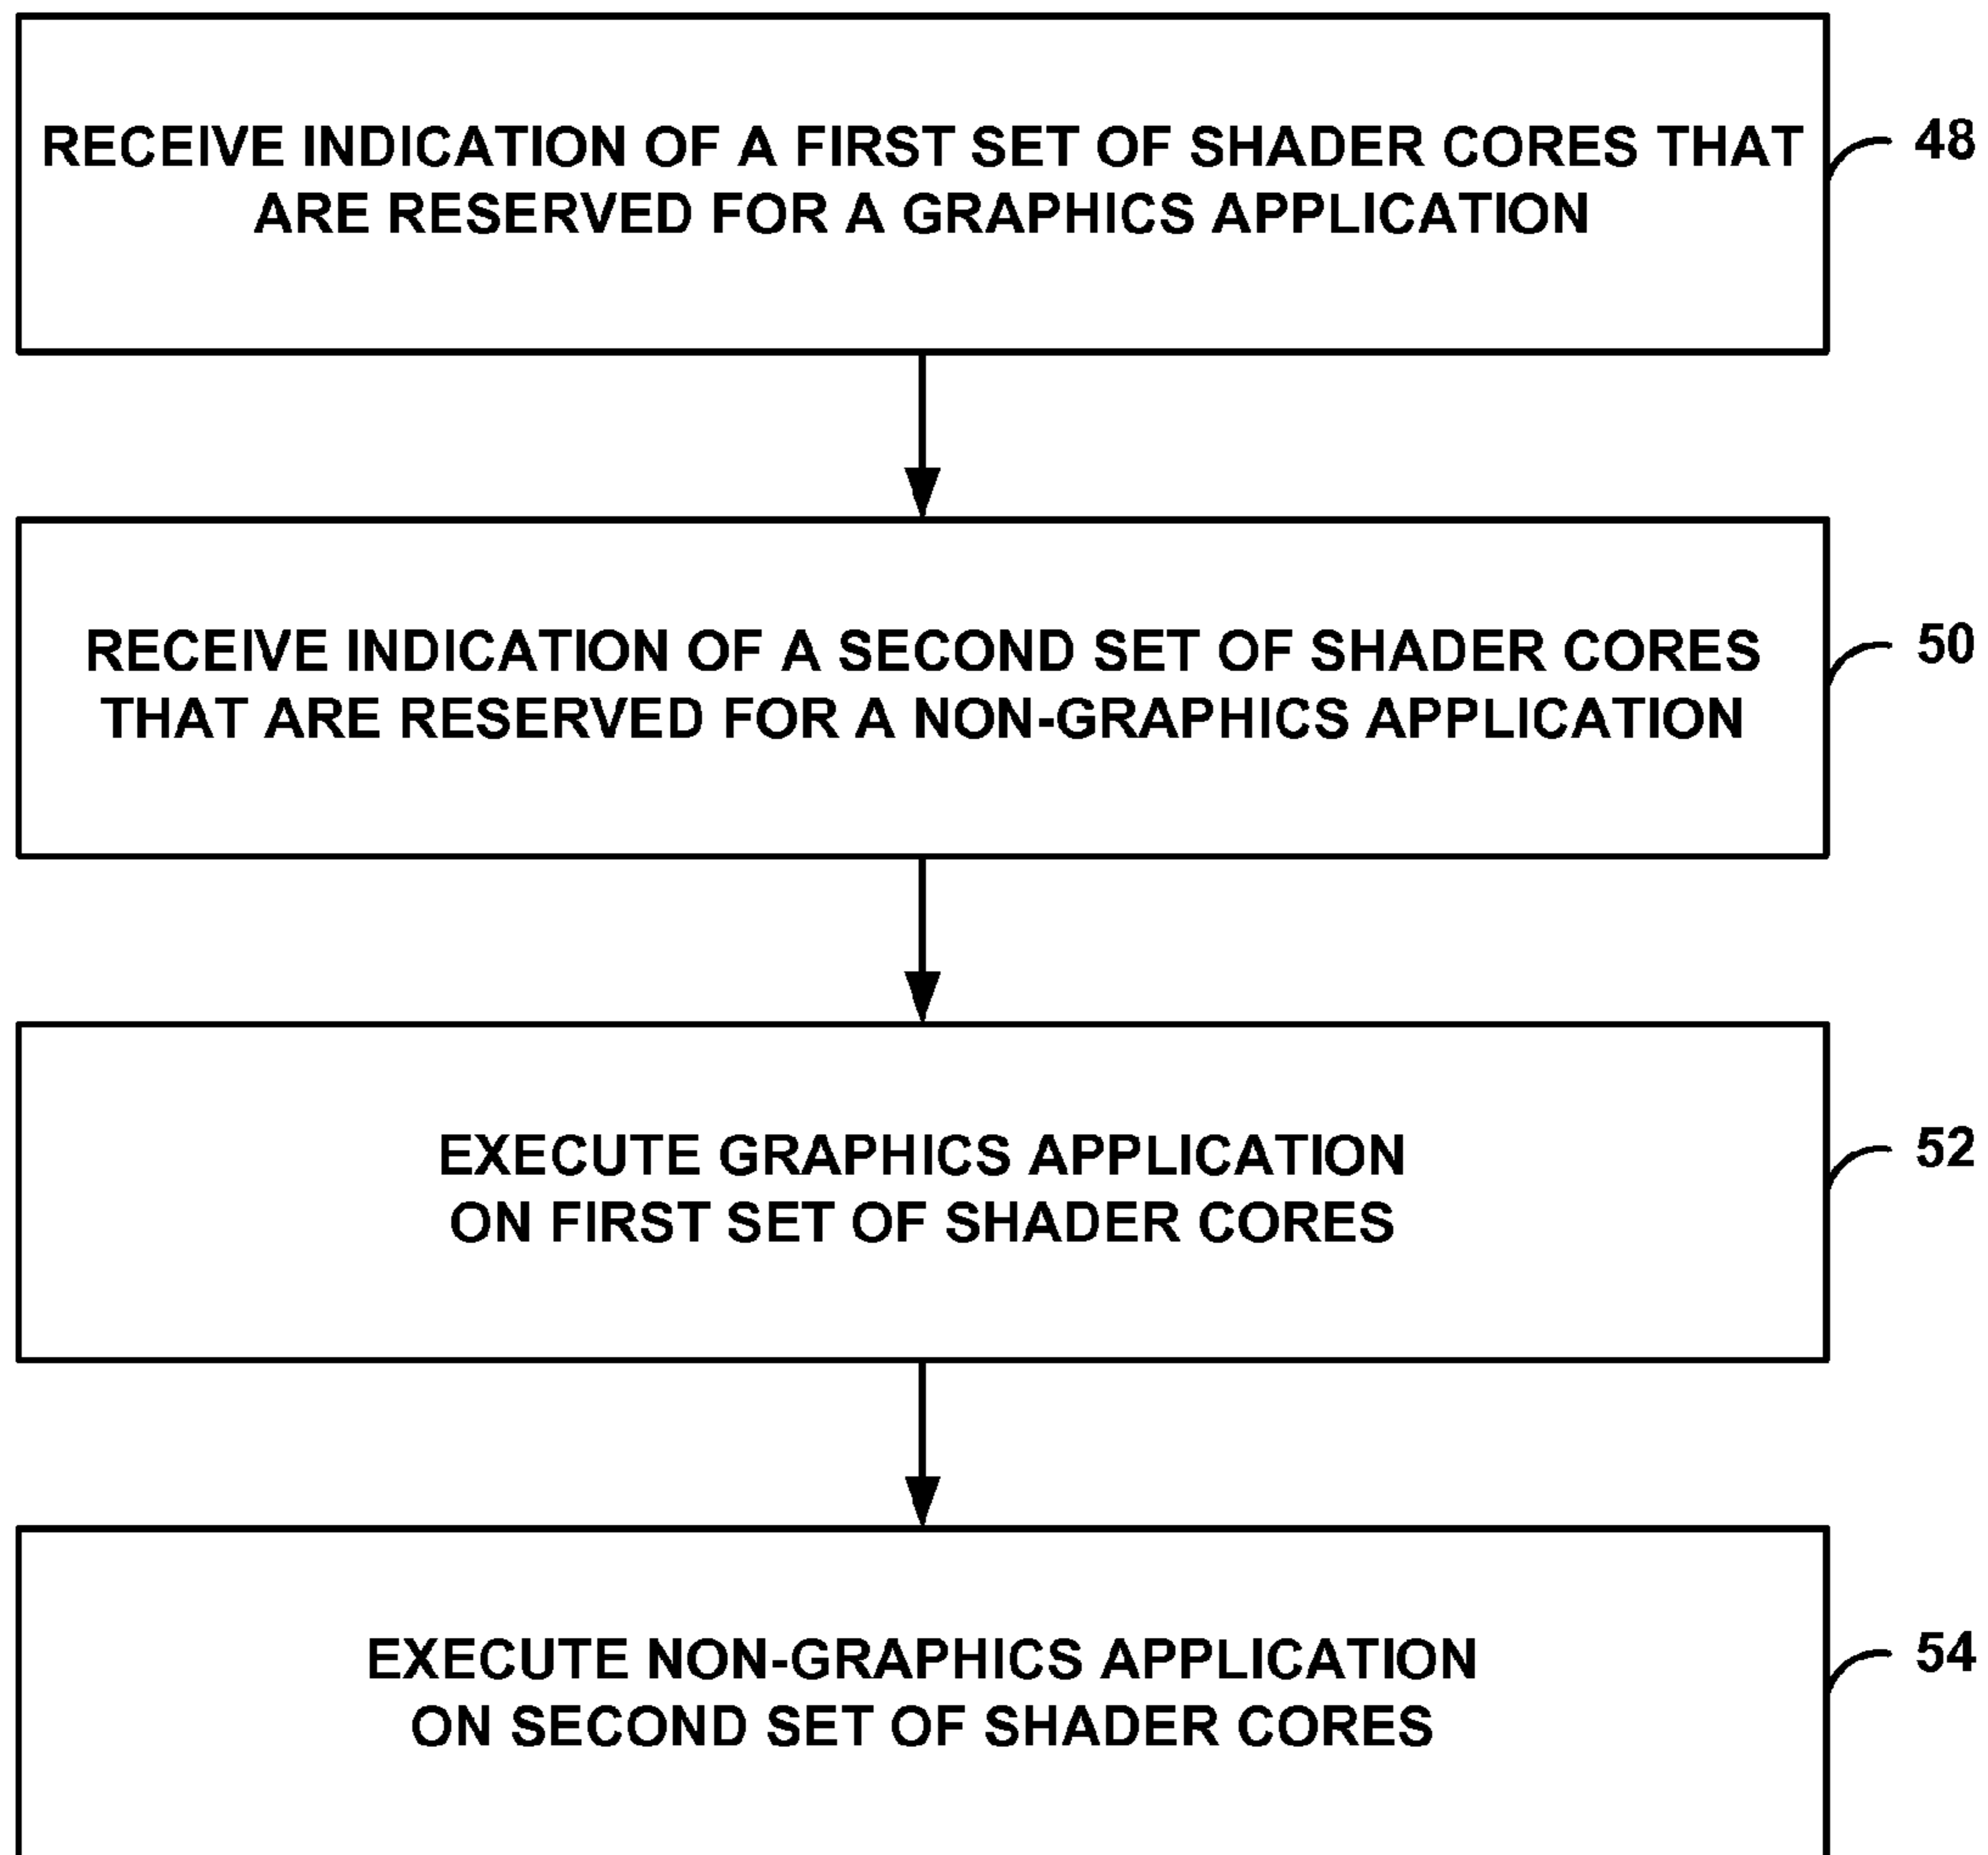 RECEIVE INDICATION OF A FIRST SET OF SHADER CORES THAT
ARE RESERVED FOR A GRAPHICS APPLICATION
48
RECEIVE INDICATION OF A SECOND SET OF SHADER CORES
THAT ARE RESERVED FOR A NON-GRAPHICS APPLICATION
50
EXECUTE GRAPHICS APPLICATION
ON FIRST SET OF SHADER CORES
52
EXECUTE NON-GRAPHICS APPLICATION
ON SECOND SET OF SHADER CORES
54